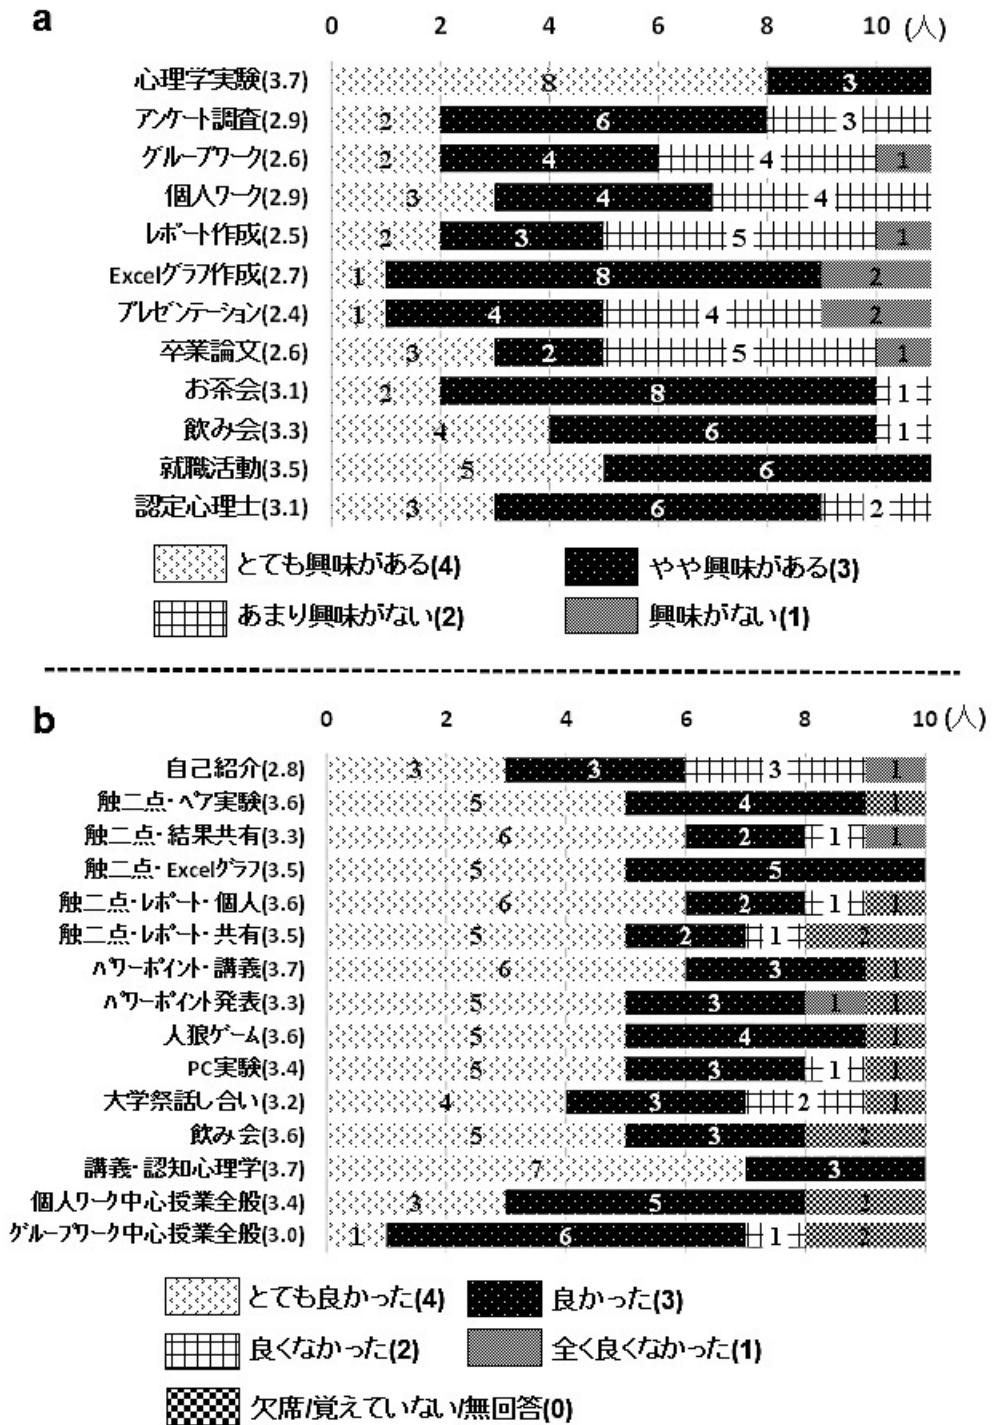 a
0 2 4 6 8 10 (人)
心理学実験(3.7) 8 3
アンケート調査(2.9) 2 6 3
グループワーク(2.6) 2 4 4 1
個人ワーク(2.9) 3 4 4
レポート作成(2.5) 2 3 5 1
Excelグラフ作成(2.7) 1 8 2
プレゼンテーション(2.4) 1 4 4 2
卒業論文(2.6) 3 2 5 1
お茶会(3.1) 2 8 1
飲み会(3.3) 4 6 1
就職活動(3.5) 5 6
認定心理士(3.1) 3 6 2
とても興味がある(4) やや興味がある(3)
あまり興味がない(2) 興味がない(1)
b
0 2 4 6 8 10 (人)
自己紹介(2.8) 3 3 3 1
触二点・ペア実験(3.6) 5 4 1
触二点・結果共有(3.3) 6 2 1 1
触二点・Excelグラフ(3.5) 5 5
触二点・レポート・個人(3.6) 6 2 1 1
触二点・レポート・共有(3.5) 5 2 1 2
パワーポイント・講義(3.7) 6 3 1
パワーポイント発表(3.3) 5 3 1 1
人狼ゲーム(3.6) 5 4 1
PC実験(3.4) 5 3 1 1
大学祭話し合い(3.2) 4 3 2 1
飲み会(3.6) 5 3 2
講義・認知心理学(3.7) 7 3
個人ワーク中心授業全般(3.4) 3 5 2
グループワーク中心授業全般(3.0) 1 6 1 2
とても良かった(4) 良かった(3)
良くなかった(2) 全く良くなかった(1)
欠席/覚えていない/無回答(0)